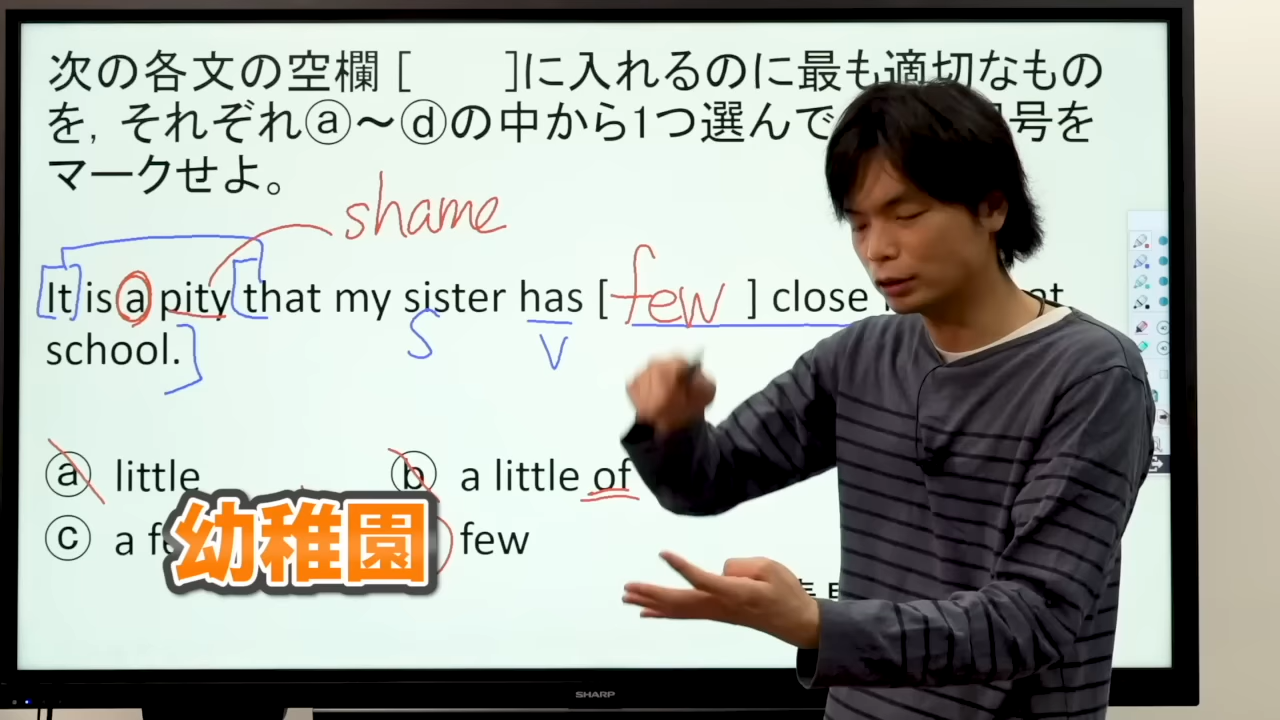 次の各文の空欄 [ ]に入れるのに最も適切なもの
を, それぞれⓐ~ⓓの中から1つ選んで 号を
マークせよ。
shame
It is a pity that my sister has [ few ] close
school.
S
V
ⓐ little
ⓑ a little of
ⓒ a
few
幼稚園
SHARP